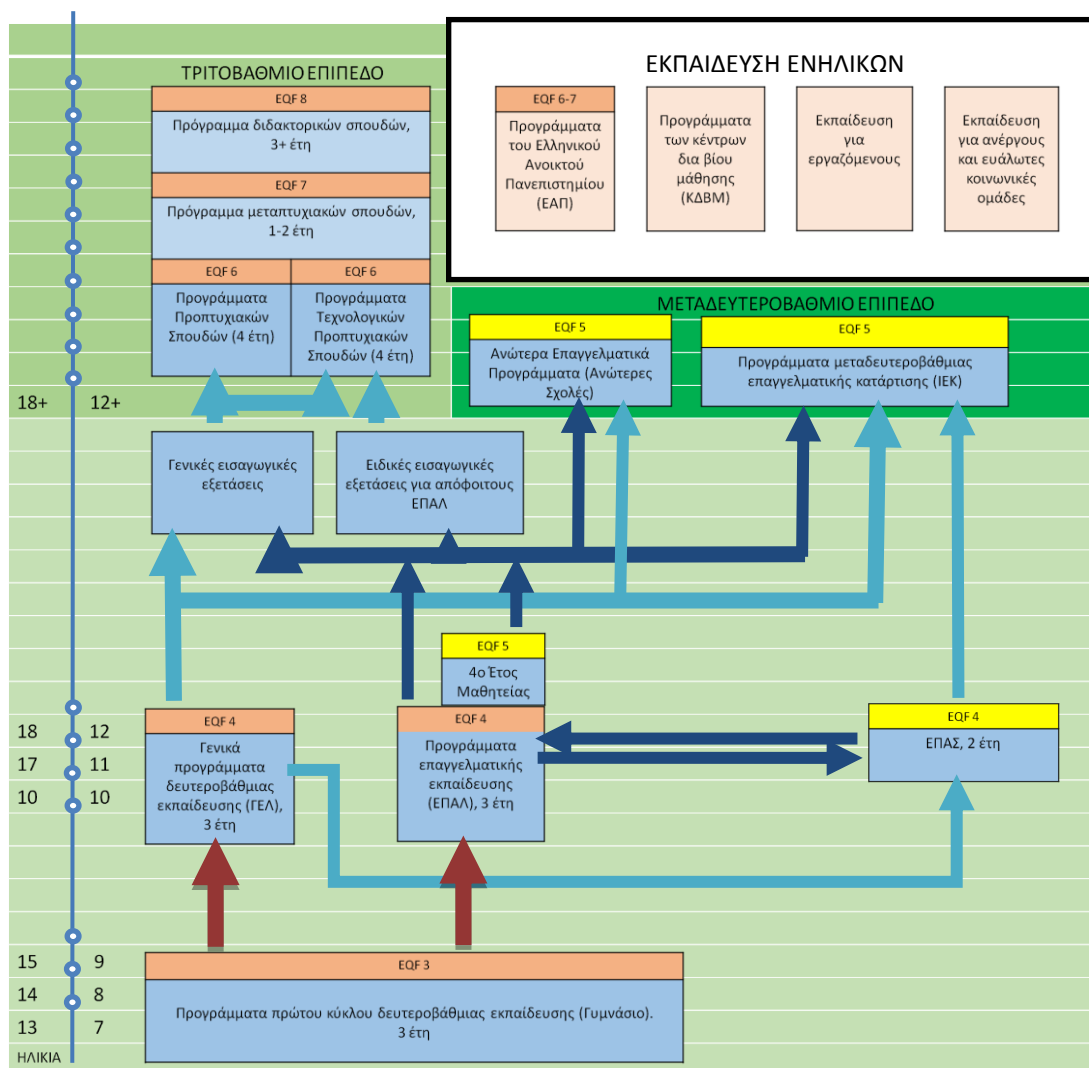 ΕΚΠΑΙΔΕΥΣΗ ΕΝΗΛΙΚΩΝ
EQF 6-7
Προγράμματα
του Ελληνικού
Ανοικτού
Πανεπιστημίου
(ΕΑΠ)
Προγράμματα
των κέντρων
δια βίου
μάθησης
(ΚΔΒΜ)
Εκπαίδευση
για
εργαζόμενους
Εκπαίδευση
για ανέργους
και ευάλωτες
κοινωνικές
ομάδες
ΤΡΙΤΟΒΑΘΜΙΟ ΕΠΙΠΕΔΟ
EQF 8
Πρόγραμμα διδακτορικών σπουδών,
3+ έτη
EQF 7
Πρόγραμμα μεταπτυχιακών σπουδών,
1-2 έτη
EQF 6
Προγράμματα
Προπτυχιακών
Σπουδών (4 έτη)
EQF 6
Προγράμματα
Τεχνολογικών
Προπτυχιακών
Σπουδών (4 έτη)
ΜΕΤΑΔΕΥΤΕΡΟΒΑΘΜΙΟ ΕΠΙΠΕΔΟ
EQF 5
Ανώτερα Επαγγελματικά
Προγράμματα (Ανώτερες
Σχολές)
EQF 5
Προγράμματα μεταδευτεροβάθμιας
επαγγελματικής κατάρτισης (ΙΕΚ)
18+ 12+
Γενικές εισαγωγικές
εξετάσεις
Ειδικές εισαγωγικές
εξετάσεις για απόφοιτους
ΕΠΑΛ
EQF 5
4ο Έτος
Μαθητείας
EQF 4
Γενικά
προγράμματα
δευτεροβάθμιας
εκπαίδευσης (ΓΕΛ),
3 έτη
EQF 4
Προγράμματα
επαγγελματικής
εκπαίδευσης
(ΕΠΑΛ), 3 έτη
EQF 4
ΕΠΑΣ, 2 έτη
18 12
17 11
10 10
EQF 3
Προγράμματα πρώτου κύκλου δευτεροβάθμιας εκπαίδευσης (Γυμνάσιο).
3 έτη
15 9
14 8
13 7
ΗΛΙΚΙΑ